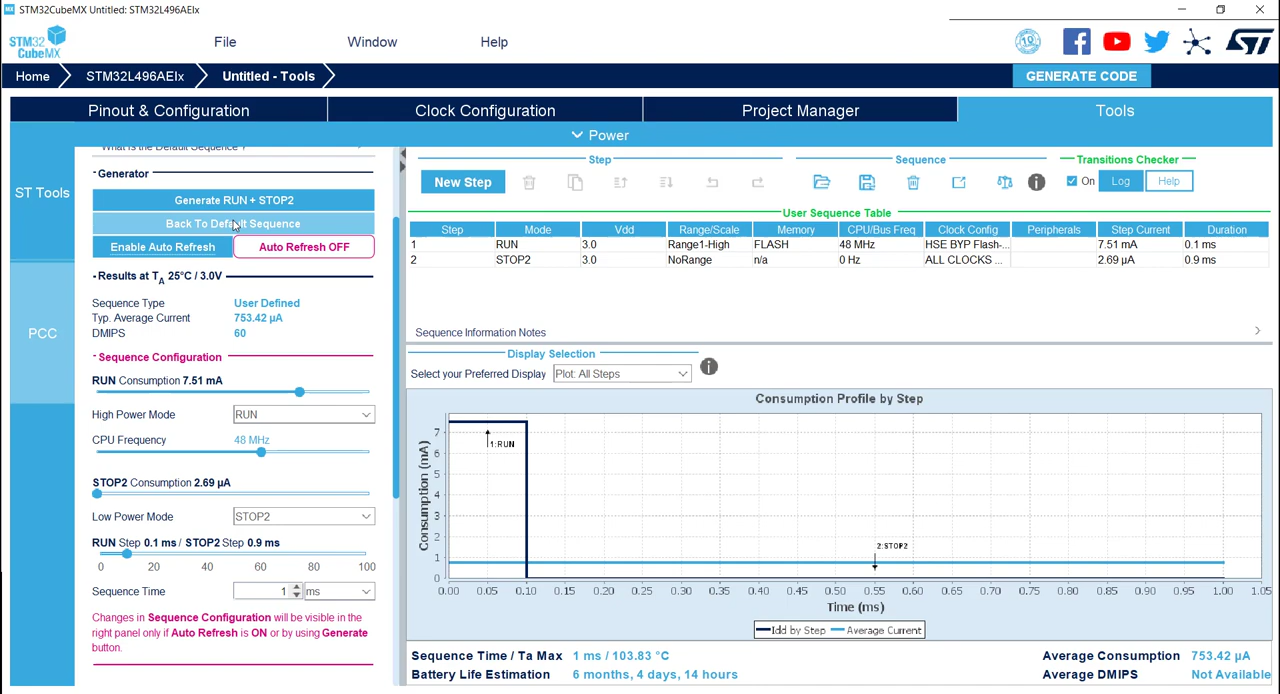 STM32CubeMX Untitled: STM32L496AEIx
STM32
CubeMX
File
Window
Help
10
Home
STM32L496AEIx
Untitled - Tools
GENERATE CODE
Pinout & Configuration
Clock Configuration
Project Manager
Tools
Power
ST Tools
PCC
What is the Default Sequence ?
Generator
Generate RUN + STOP2
Back To Default Sequence
Enable Auto Refresh
Auto Refresh OFF
Results at TA 25°C / 3.0V
Sequence Type User Defined
Typ. Average Current 753.42 µA
DMIPS 60
Sequence Configuration
RUN Consumption 7.51 mA
High Power Mode RUN
CPU Frequency 48 MHz
STOP2 Consumption 2.69 µA
Low Power Mode STOP2
RUN Step 0.1 ms / STOP2 Step 0.9 ms
0 20 40 60 80 100
Sequence Time 1 ms
Changes in Sequence Configuration will be visible in the
right panel only if Auto Refresh is ON or by using Generate
button.
Step
Sequence
Transitions Checker
New Step
On
Log
Help
User Sequence Table
Step Mode Vdd Range/Scale Memory CPU/Bus Freq Clock Config Peripherals Step Current Duration
1 RUN 3.0 Range1-High FLASH 48 MHz HSE BYP Flash-... 7.51 mA 0.1 ms
2 STOP2 3.0 NoRange n/a 0 Hz ALL CLOCKS ... 2.69 µA 0.9 ms
Sequence Information Notes
Display Selection
Select your Preferred Display Plot: All Steps
Consumption Profile by Step
Consumption (mA)
7
6
5
4
3
2
1
0
1:RUN
2:STOP2
0.00 0.05 0.10 0.15 0.20 0.25 0.30 0.35 0.40 0.45 0.50 0.55 0.60 0.65 0.70 0.75 0.80 0.85 0.90 0.95 1.00 1.05
Time (ms)
Idd by Step Average Current
Sequence Time / Ta Max 1 ms / 103.83 °C
Average Consumption 753.42 µA
Battery Life Estimation 6 months, 4 days, 14 hours
Average DMIPS Not Available